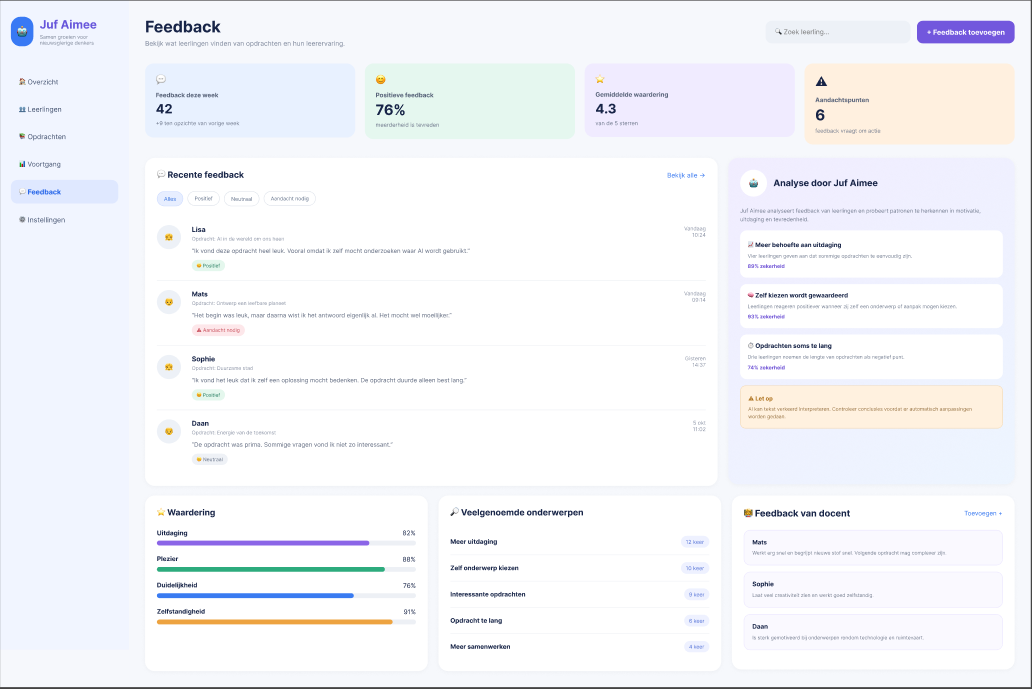 Juf Aimee
Samen groeien voor
nieuwsgierige denkers
Overzicht
Leerlingen
Opdrachten
Voortgang
Feedback
Instellingen
Feedback
Bekijk wat leerlingen vinden van opdrachten en hun leerervaring.
Zoek leerling...
+ Feedback toevoegen
Feedback deze week
42
+9 ten opzichte van vorige week
Positieve feedback
76%
meerderheid is tevreden
Gemiddelde waardering
4.3
van de 5 sterren
Aandachtspunten
6
feedback vraagt om actie
Recente feedback
Bekijk alle →
Alles
Positief
Neutraal
Aandacht nodig
Lisa
Opdracht: AI in de wereld om ons heen
"Ik vond deze opdracht heel leuk. Vooral omdat ik zelf mocht onderzoeken waar AI wordt gebruikt."
Positief
Vandaag
10:24
Mats
Opdracht: Ontwerp een leefbare planeet
"Het begin was leuk, maar daarna wist ik het antwoord eigenlijk al. Het mocht wel moeilijker."
Aandacht nodig
Vandaag
09:14
Sophie
Opdracht: Duurzame stad
"Ik vond het leuk dat ik zelf een oplossing mocht bedenken. De opdracht duurde alleen best lang."
Positief
Gisteren
14:37
Daan
Opdracht: Energie van de toekomst
"De opdracht was prima. Sommige vragen vond ik niet zo interessant."
Neutraal
5 okt
11:02
Analyse door Juf Aimee
Juf Aimee analyseert feedback van leerlingen en probeert patronen te herkennen in motivatie,
uitdaging en tevredenheid.
Meer behoefte aan uitdaging
Vier leerlingen geven aan dat sommige opdrachten te eenvoudig zijn.
89% zekerheid
Zelf kiezen wordt gewaardeerd
Leerlingen reageren positiever wanneer zij zelf een onderwerp of aanpak mogen kiezen.
93% zekerheid
Opdrachten soms te lang
Drie leerlingen noemen de lengte van opdrachten als negatief punt.
74% zekerheid
Let op
AI kan tekst verkeerd interpreteren. Controleer conclusies voordat er automatisch aanpassingen
worden gedaan
Waardering
Uitdaging 82%
Plezier 88%
Duidelijkheid 76%
Zelfstandigheid 91%
Veelgenoemde onderwerpen
Meer uitdaging 12 keer
Zelf onderwerp kiezen 10 keer
Interessante opdrachten 9 keer
Opdracht te lang 6 keer
Meer samenwerken 4 keer
Feedback van docent
Toevoegen +
Mats
Werkt erg snel en begrijpt nieuwe stof snel. Volgende opdracht mag complexer zijn.
Sophie
Laat veel creativiteit zien en werkt goed zelfstandig.
Daan
Is sterk gemotiveerd bij onderwerpen rondom technologie en ruimtevaart.